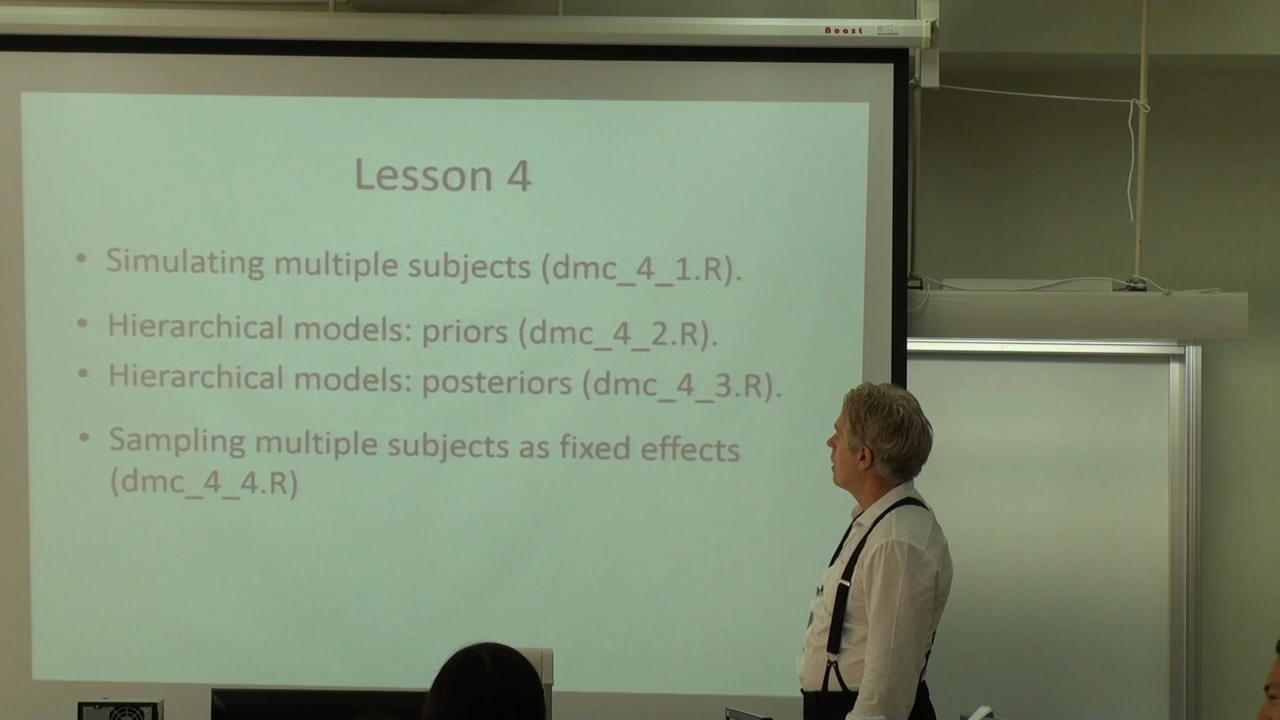 Boast
Lesson 4
• Simulating multiple subjects (dmc_4_1.R).
• Hierarchical models: priors (dmc_4_2.R).
• Hierarchical models: posteriors (dmc_4_3.R).
• Sampling multiple subjects as fixed effects
(dmc_4_4.R)